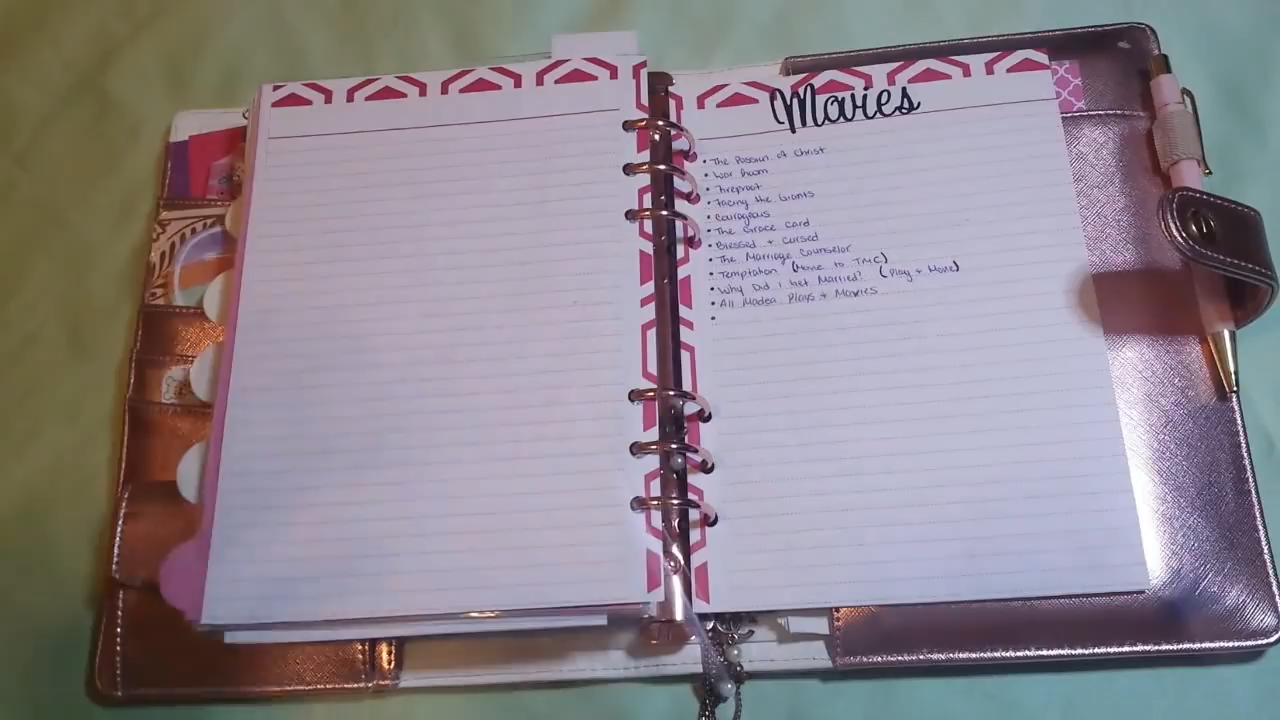 Movies
• The Passion of Christ
• War Room
• Fireproof
• Facing the Giants
• Courageous
• The Grace Card
• Blessed + Cursed
• The Marriage Counselor
• Temptation (Movie to TMC)
• Why Did I Get Married? (Play + Movie)
• All Madea Plays + Movies
•